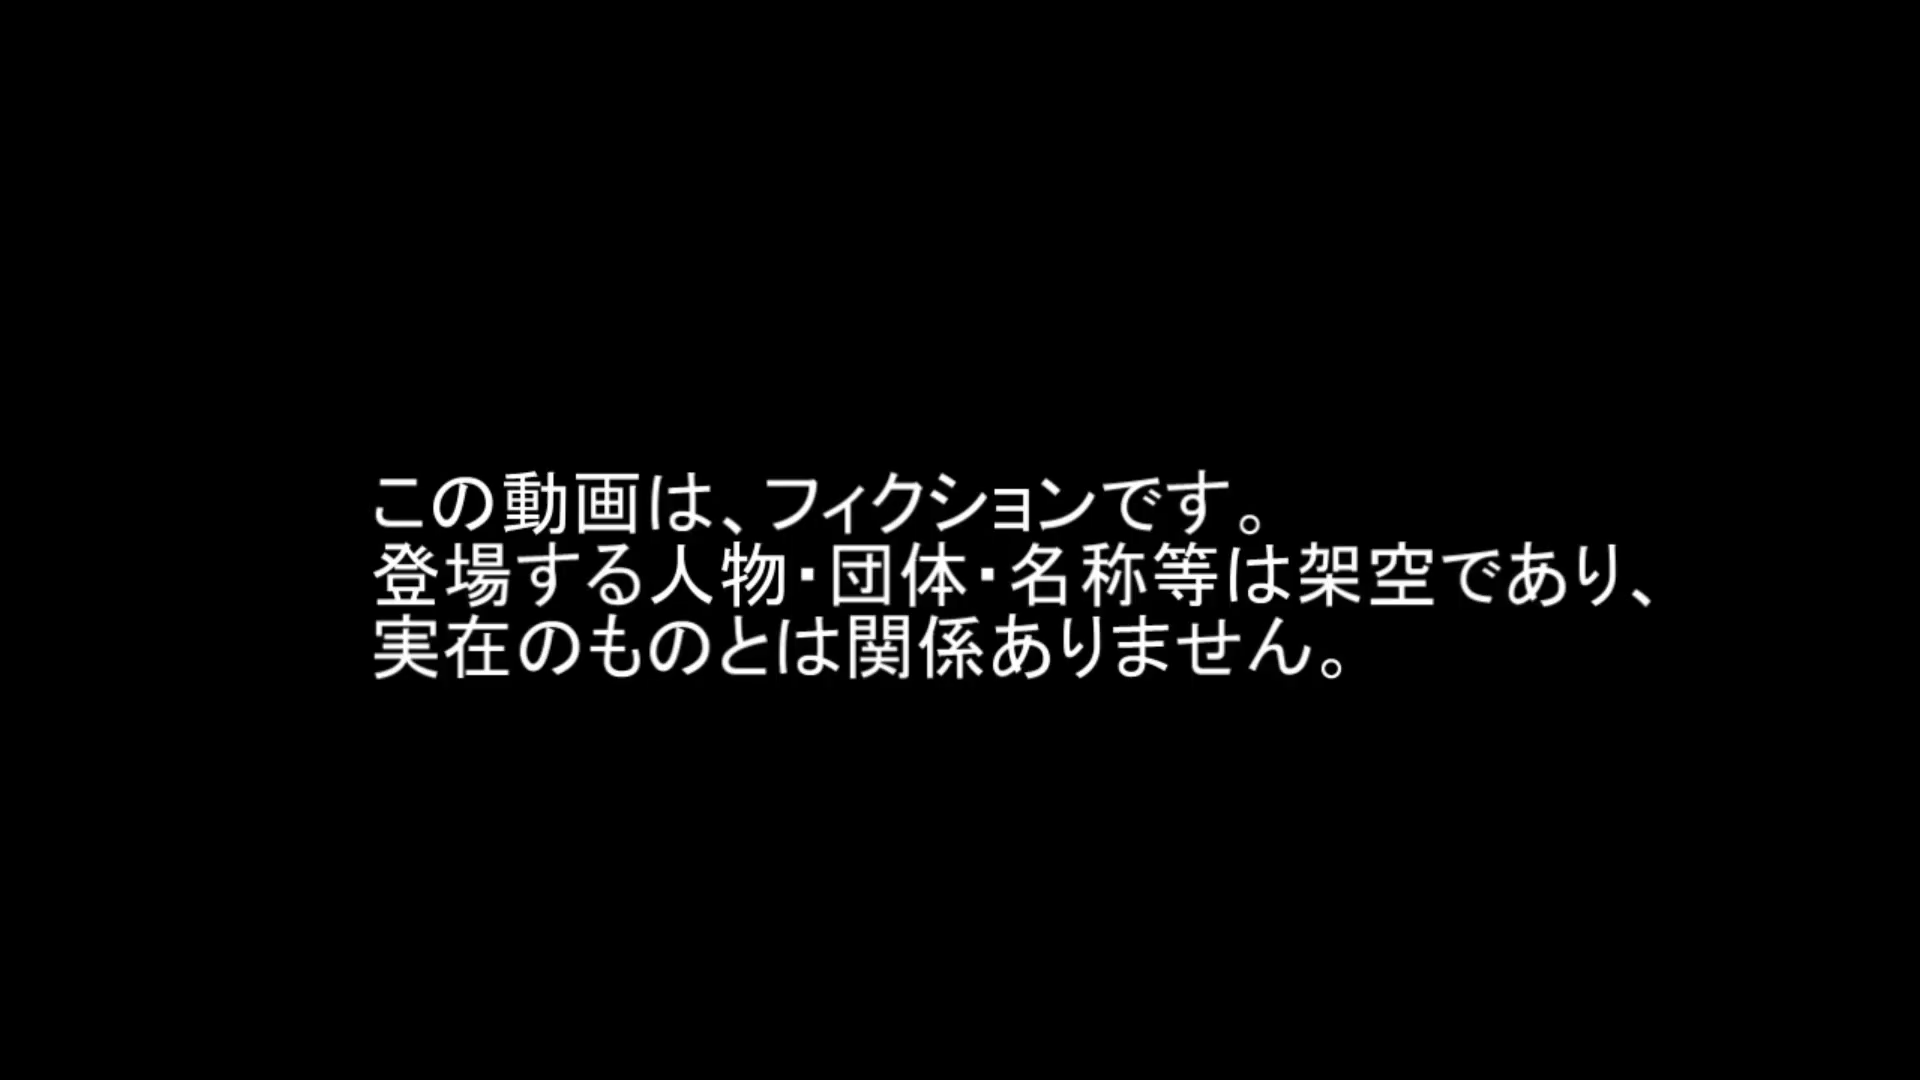 この動画は、フィクションです。
登場する人物・団体・名称等は架空であり、
実在のものとは関係ありません。